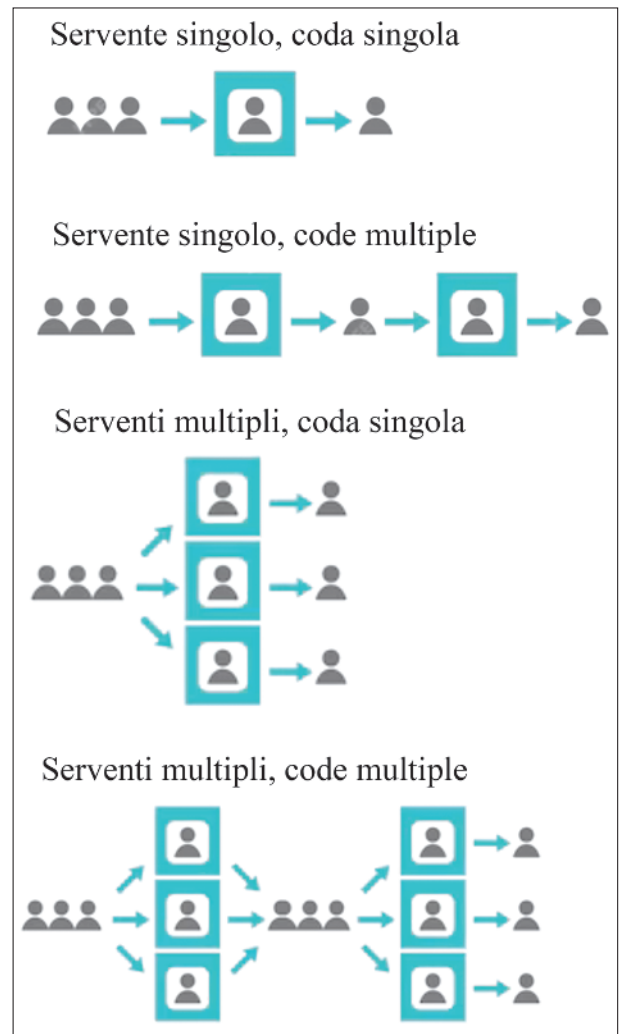 Servente singolo, coda singola
Servente singolo, code multiple
Serventi multipli, coda singola
Serventi multipli, code multiple